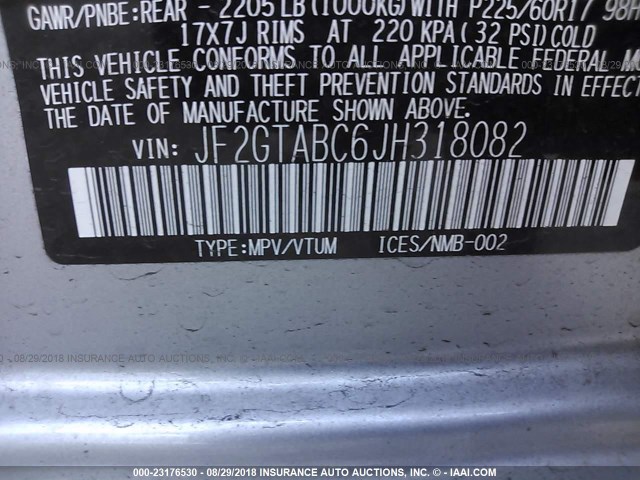 GAWR/PNBE:REAR - 2205 LB(1000KG) WITH P225/60R17 98H
17X7J RIMS AT 220 KPA(32 PSI)COLD
THIS VEHICLE CONFORMS TO ALL APPLICABLE FEDERAL MO
VEHICLE SAFETY AND THEFT PREVENTION STANDARDS IN EFFECT
THE DATE OF MANUFACTURE SHOWN ABOVE.
VIN: JF2GTABC6JH318082
TYPE:MPV/VTUM ICES/NMB-002
000-23176530 - 08/29/2018 INSURANCE AUTO AUCTIONS, INC. © - IAAI.COM